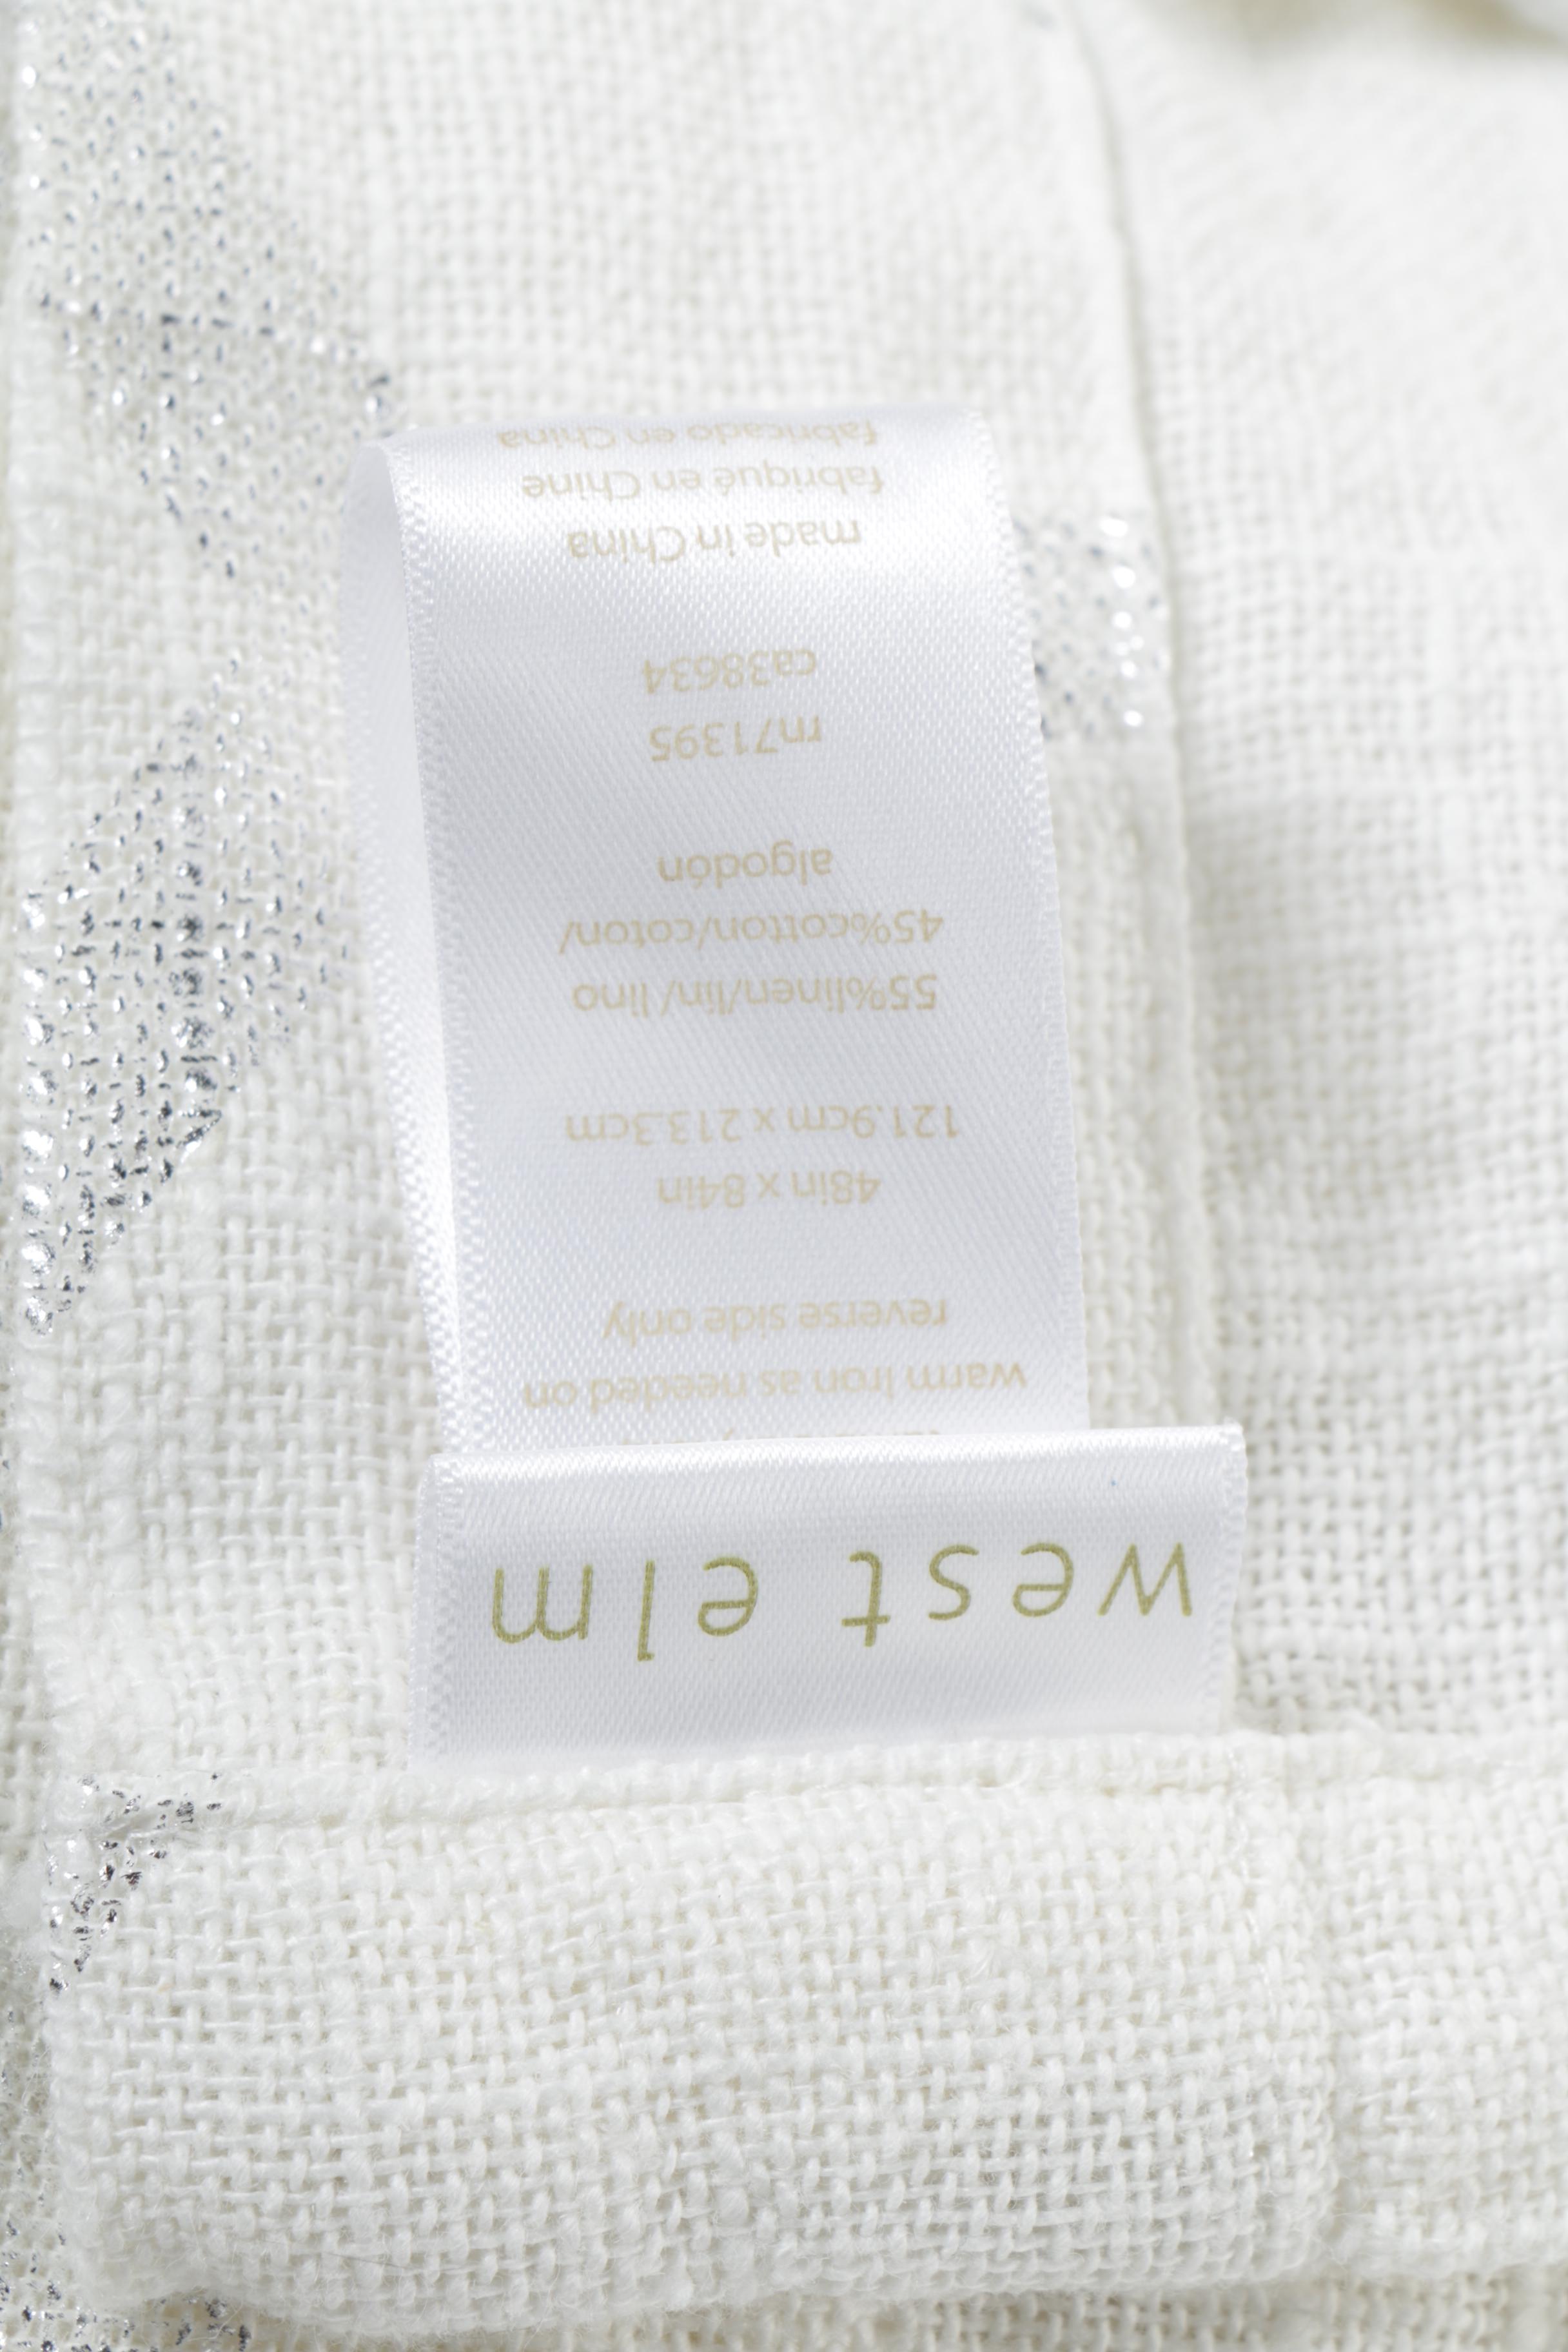 west elm
warm iron as needed on
reverse side only
48in x 84in
121.9cm x 213.3cm
55%linen/lin/ lino
45%cotton/coton/
algodón
rn71395
ca38634
made in China
fabriqué en Chine
fabricado en China